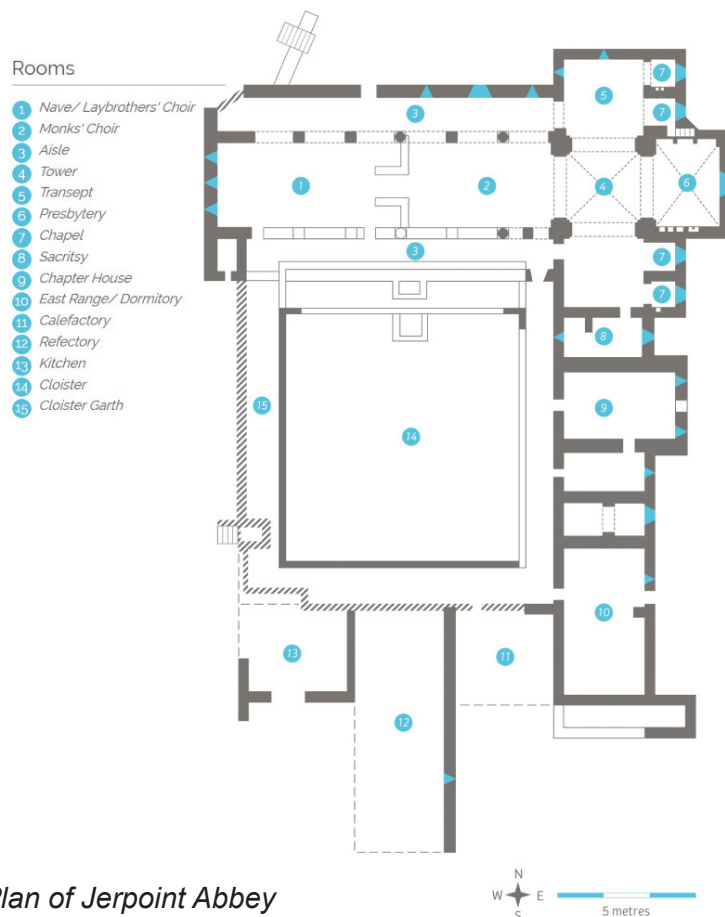 Rooms
1 Nave/ Laybrothers' Choir
2 Monks' Choir
3 Aisle
4 Tower
5 Transept
6 Presbytery
7 Chapel
8 Sacritsy
9 Chapter House
10 East Range/ Dormitory
11 Calefactory
12 Refectory
13 Kitchen
14 Cloister
15 Cloister Garth
7
5
3
7
1
2
4
6
3
7
7
8
15
14
9
10
13
11
12
Plan of Jerpoint Abbey
N
W E
S
5 metres